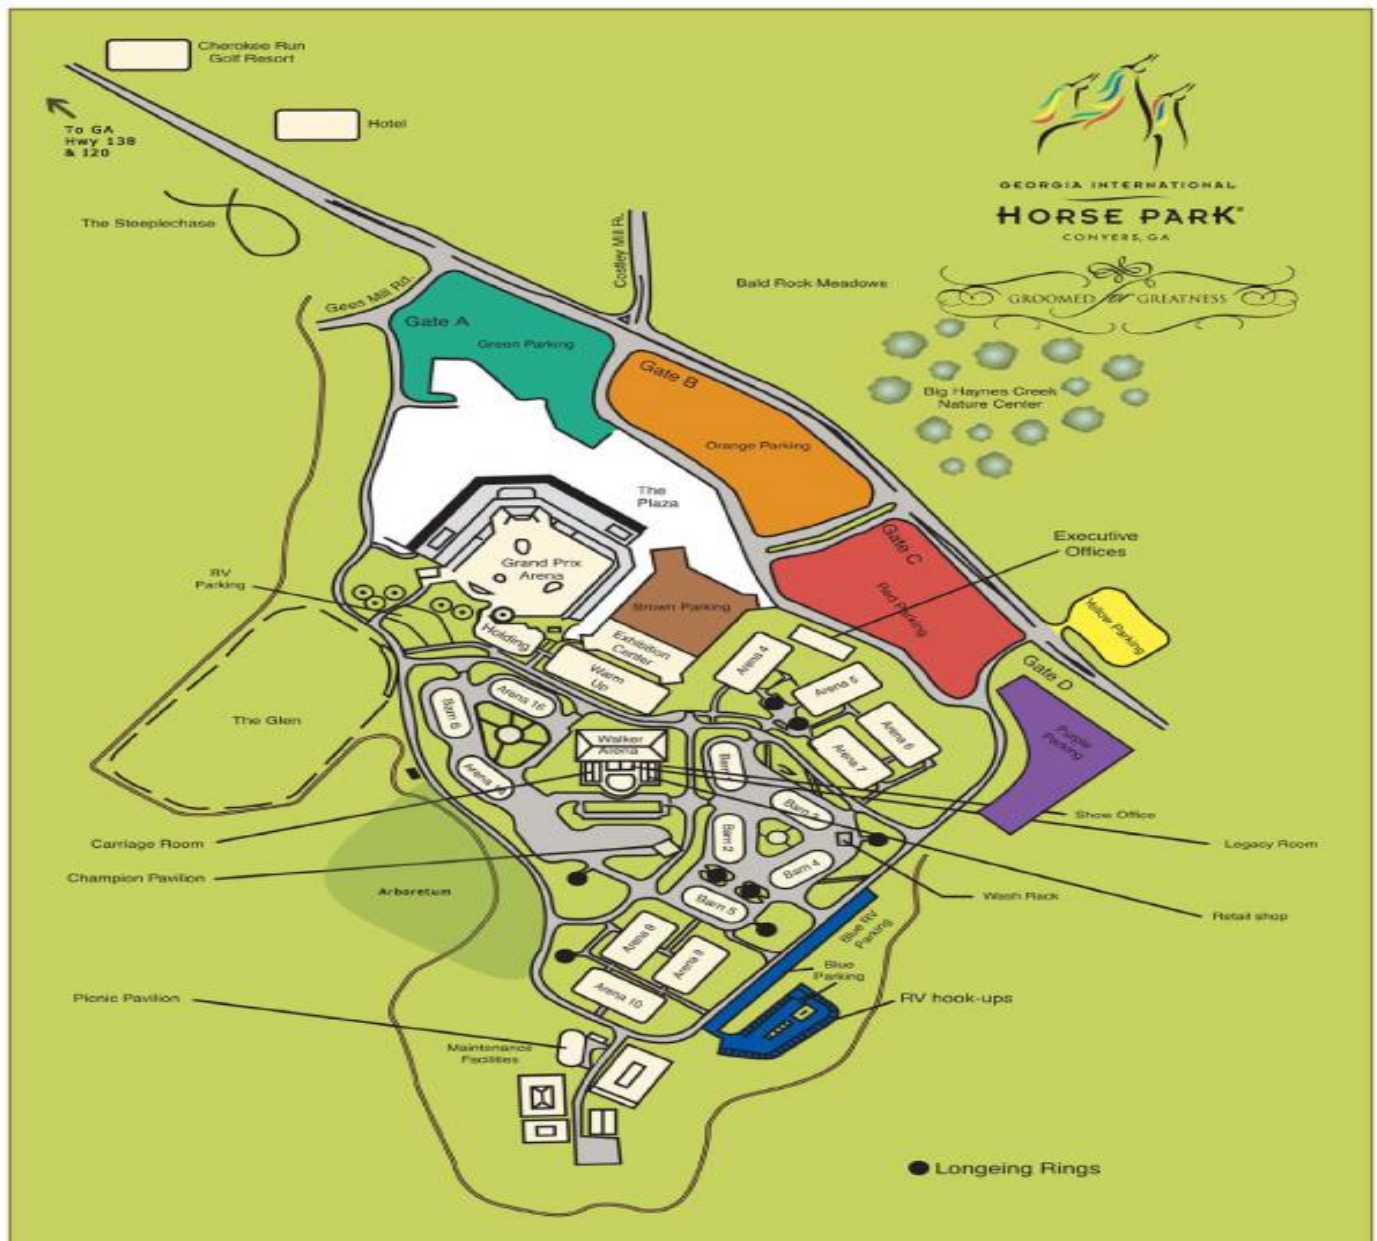 Cherokee Run
Golf Resort
Hotel
To GA
Hwy 138
& I20
The Steeplechase
GEORGIA INTERNATIONAL
HORSE PARK
CONYERS, GA
GROOMED for GREATNESS
Costley Mill Rd.
Bald Rock Meadows
Gees Mill Rd.
Gate A
Green Parking
Gate B
Orange Parking
Big Haynes Creek
Nature Center
The
Plaza
Gate C
Red Parking
Executive
Offices
Grand Prix
Arena
RV
Parking
Brown Parking
Yellow Parking
Holding
Exhibition
Center
Warm
Up
Arena 4
Arena 5
Gate D
Arena 6
Arena 7
Purple
Parking
The Glen
Barn 6
Arena 16
Walker
Arena
Barn
Arena
Barn
Barn 2
Barn 4
Barn 5
Show Office
Legacy Room
Carriage Room
Champion Pavilion
Arboretum
Wash Rack
Retail shop
Blue RV
Parking
Blue
Parking
RV hook-ups
Arena
Arena
Arena 10
Picnic Pavilion
Maintenance
Facilities
Longeing Rings